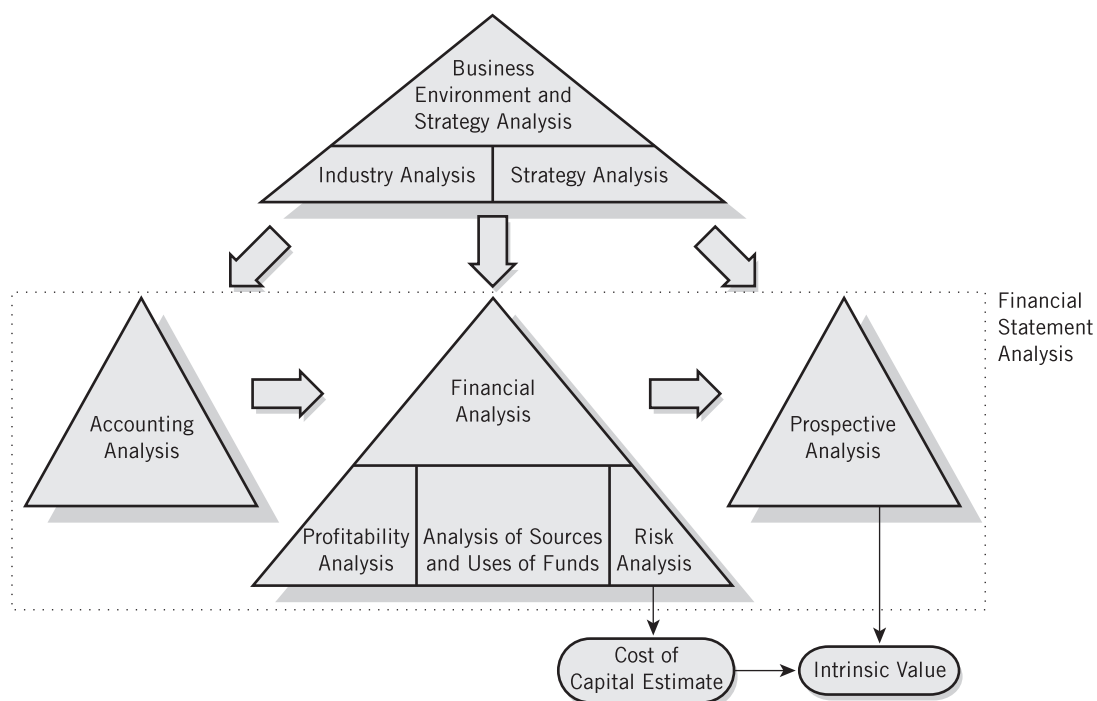 Business
Environment and
Strategy Analysis
Industry Analysis
Strategy Analysis
Financial
Statement
Analysis
Accounting
Analysis
Financial
Analysis
Prospective
Analysis
Profitability
Analysis
Analysis of Sources
and Uses of Funds
Risk
Analysis
Cost of
Capital Estimate
Intrinsic Value